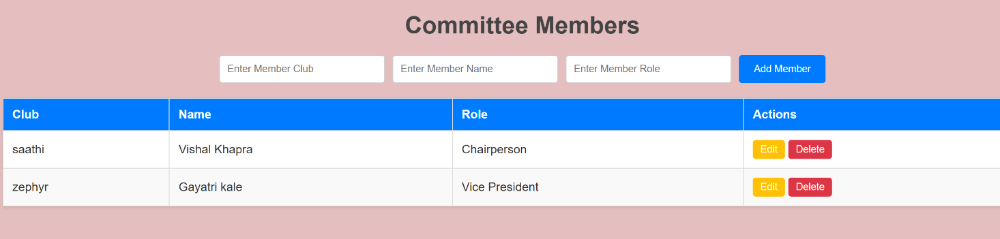 Committee Members
Enter Member Club Enter Member Name Enter Member Role Add Member
Club Name Role Actions
saathi Vishal Khapra Chairperson Edit Delete
zephyr Gayatri kale Vice President Edit Delete